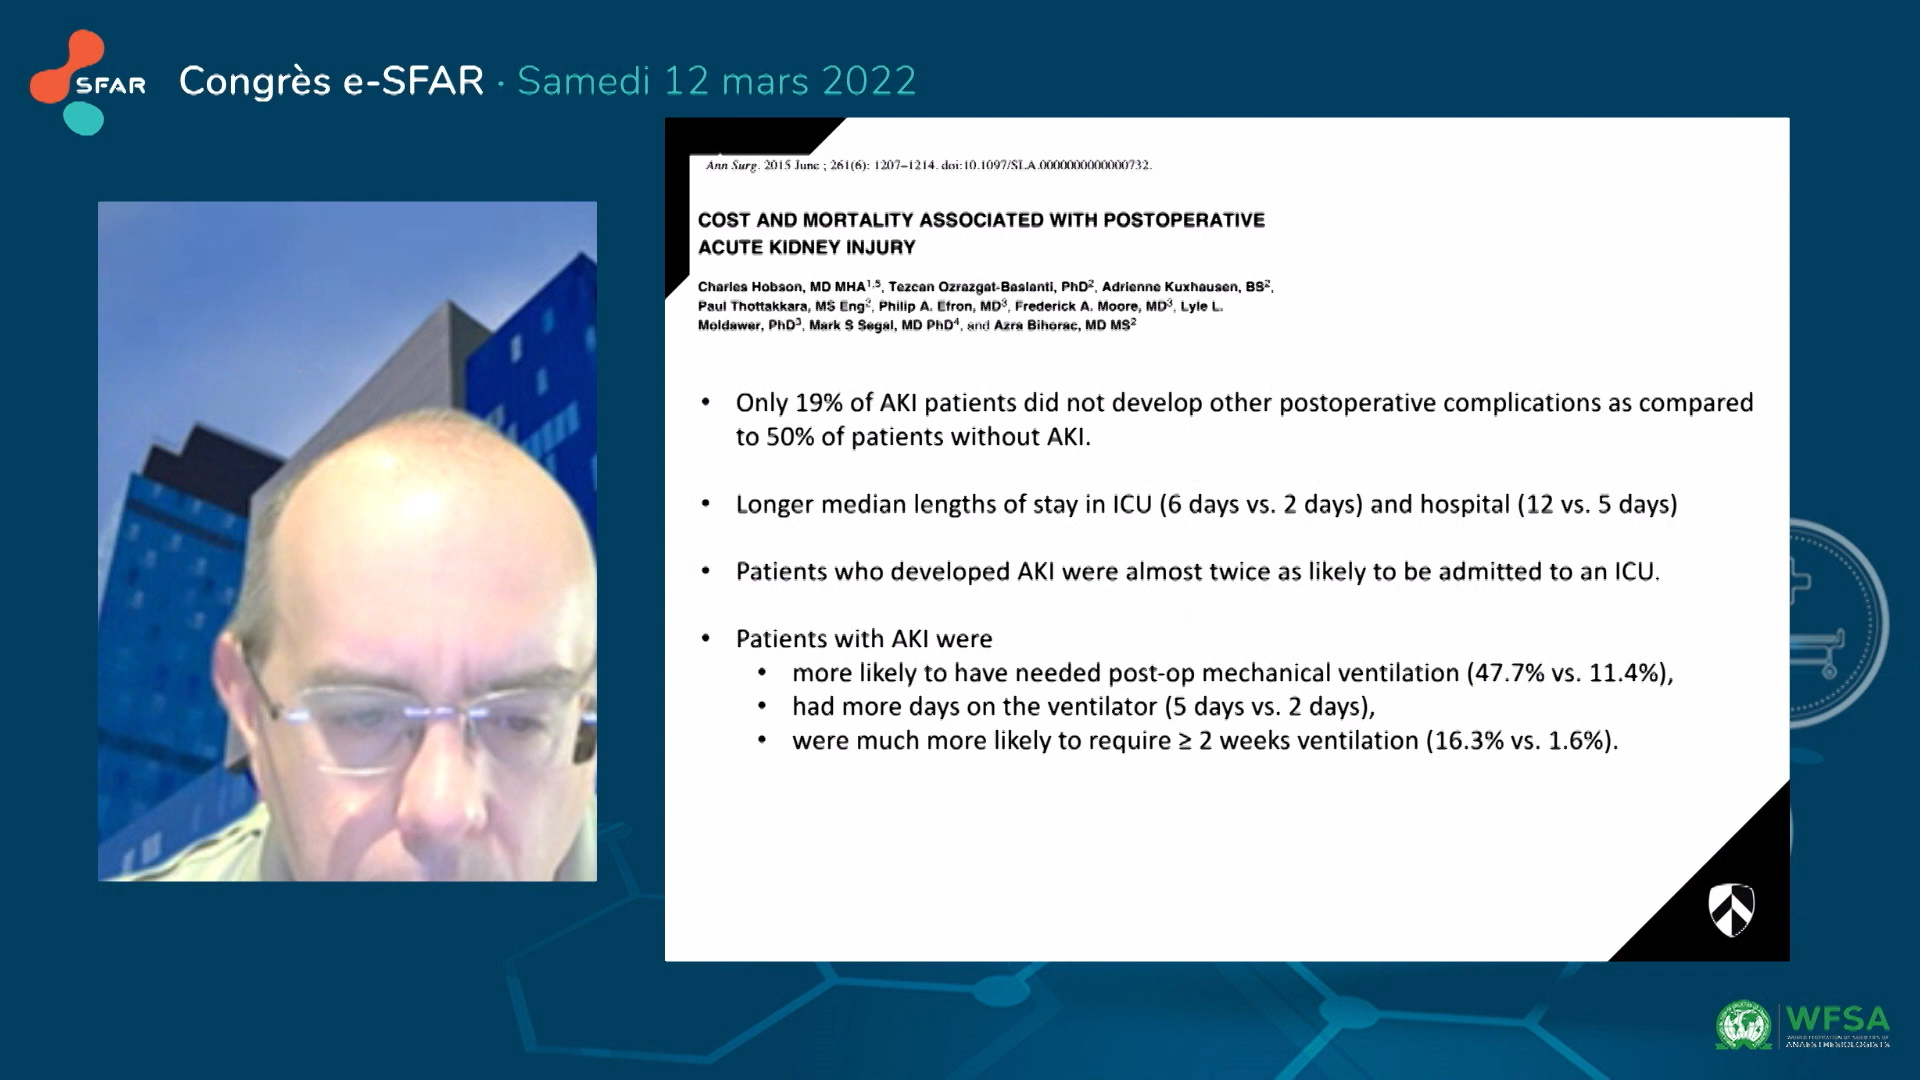 SFAR
Congrès e-SFAR · Samedi 12 mars 2022
Ann Surg. 2015 June ; 261(6): 1207–1214. doi:10.1097/SLA.0000000000000732.
COST AND MORTALITY ASSOCIATED WITH POSTOPERATIVE
ACUTE KIDNEY INJURY
Charles Hobson, MD MHA1,5, Tezcan Ozrazgat-Baslanti, PhD2, Adrienne Kuxhausen, BS2,
Paul Thottakkara, MS Eng2, Philip A. Efron, MD3, Frederick A. Moore, MD3, Lyle L.
Moldawer, PhD3, Mark S Segal, MD PhD4, and Azra Bihorac, MD MS2
• Only 19% of AKI patients did not develop other postoperative complications as compared
to 50% of patients without AKI.
• Longer median lengths of stay in ICU (6 days vs. 2 days) and hospital (12 vs. 5 days)
• Patients who developed AKI were almost twice as likely to be admitted to an ICU.
• Patients with AKI were
• more likely to have needed post-op mechanical ventilation (47.7% vs. 11.4%),
• had more days on the ventilator (5 days vs. 2 days),
• were much more likely to require ≥ 2 weeks ventilation (16.3% vs. 1.6%).
WFSA
WORLD FEDERATION OF SOCIETIES OF
ANAESTHESIOLOGISTS